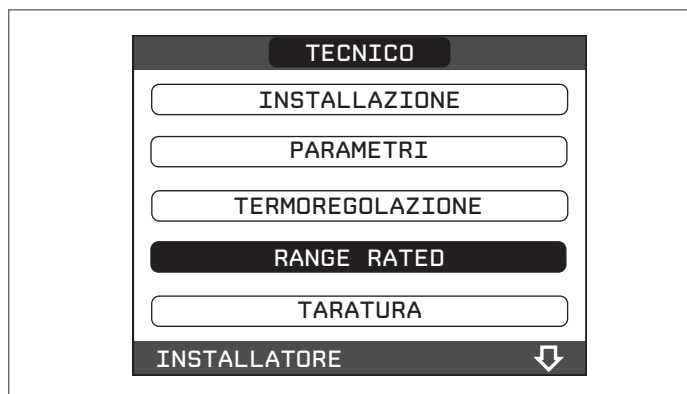 TECNICO
INSTALLAZIONE
PARAMETRI
TERMOREGOLAZIONE
RANGE RATED
TARATURA
INSTALLATORE